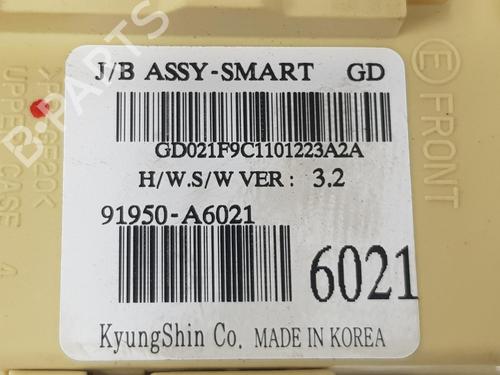 J/B ASSY-SMART GD
GD021F9C1101223A2A
H/W.S/W VER : 3.2
91950-A6021
6021
KyungShin Co. MADE IN KOREA
E FRONT
UPPER CASE 4
B-PARTS